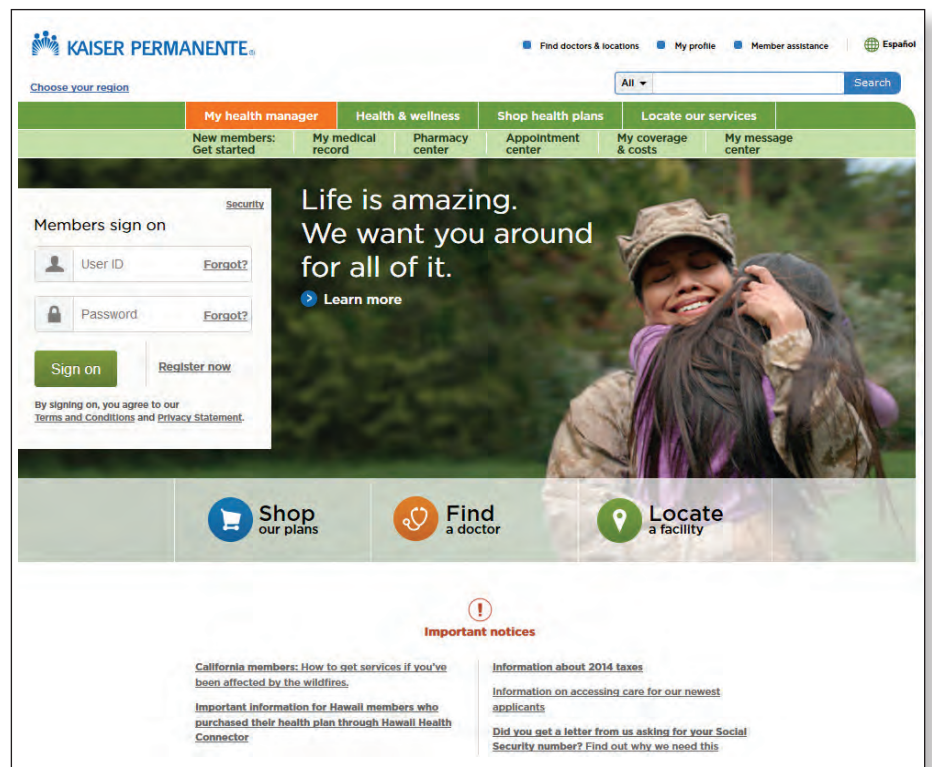 KAISER PERMANENTE®
Find doctors & locations
My profile
Member assistance
Español
Choose your region
All
Search
My health manager
Health & wellness
Shop health plans
Locate our services
New members:
Get started
My medical
record
Pharmacy
center
Appointment
center
My coverage
& costs
My message
center
Security
Members sign on
User ID
Forgot?
Password
Forgot?
Sign on
Register now
By signing on, you agree to our
Terms and Conditions and Privacy Statement.
Life is amazing.
We want you around
for all of it.
Learn more
Shop
our plans
Find
a doctor
Locate
a facility
Important notices
California members: How to get services if you've
been affected by the wildfires.
Important information for Hawaii members who
purchased their health plan through Hawaii Health
Connector
Information about 2014 taxes
Information on accessing care for our newest
applicants
Did you get a letter from us asking for your Social
Security number? Find out why we need this